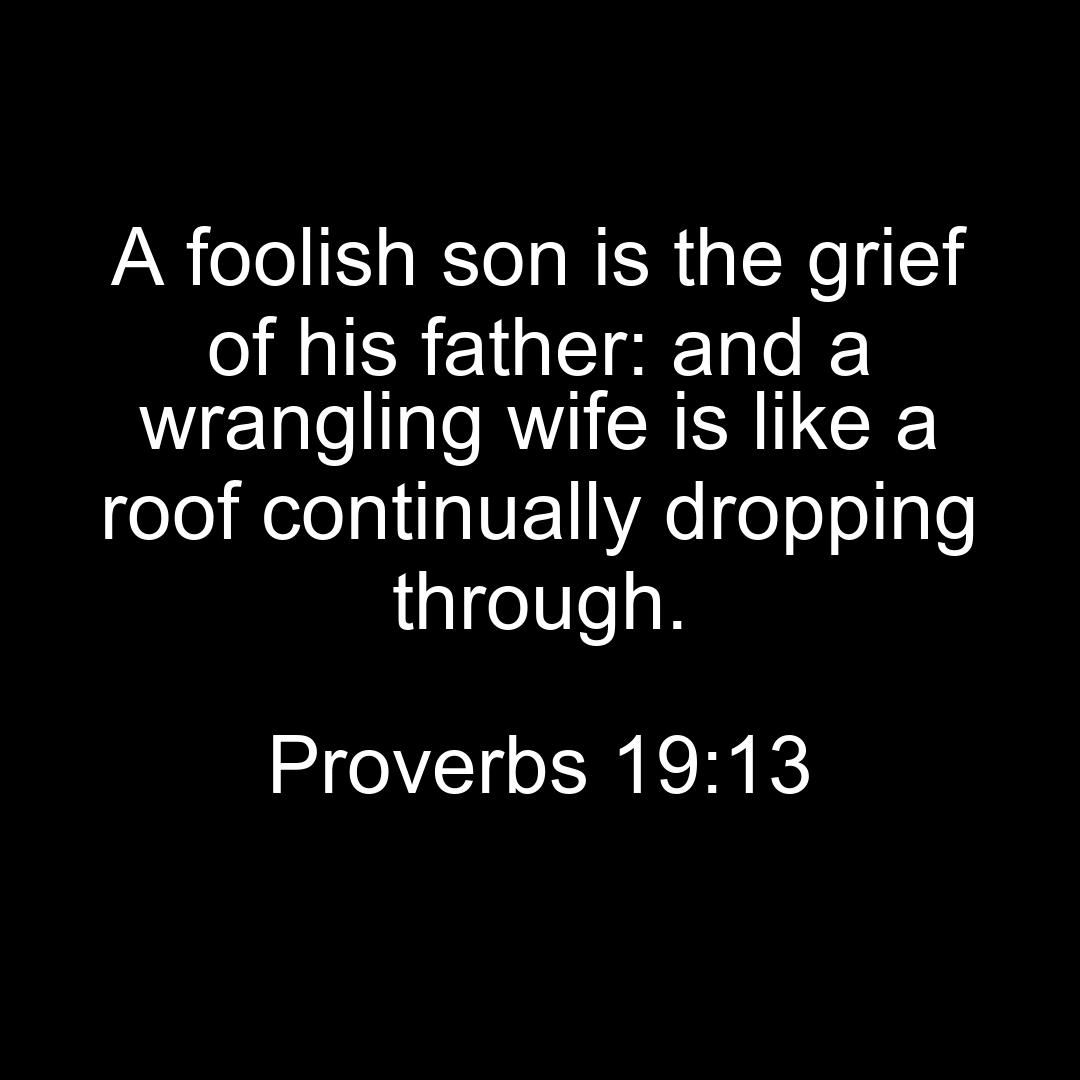 A foolish son is the grief
of his father: and a
wrangling wife is like a
roof continually dropping
through.
Proverbs 19:13